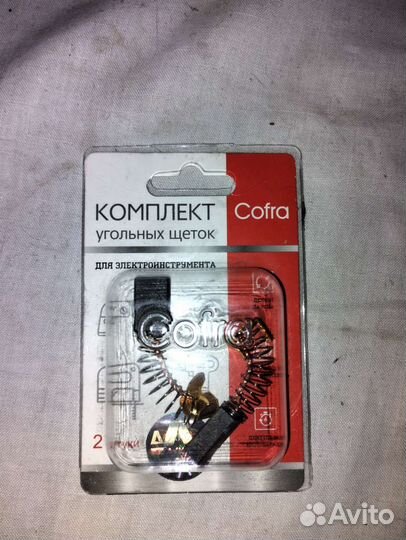 КОМПЛЕКТ
угольных щеток
Cofra
ДЛЯ ЭЛЕКТРОИНСТРУМЕНТА
Cofra
2
Avito